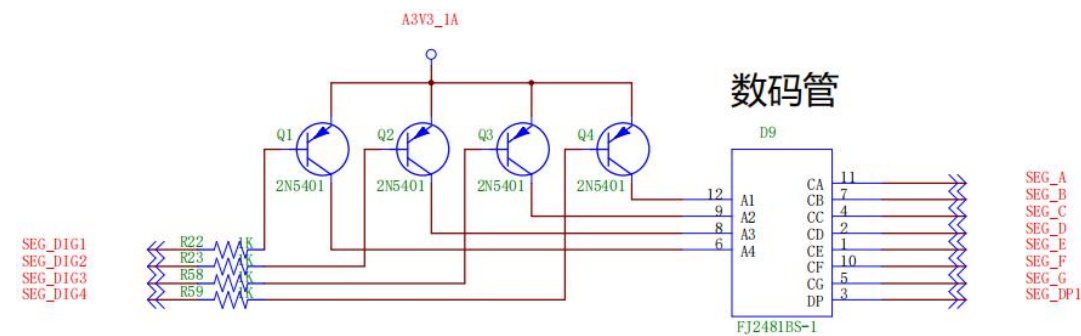 A3V3_1A
数码管
D9
Q1
Q2
Q3
Q4
2N5401
2N5401
2N5401
2N5401
12 A1
9 A2
8 A3
6 A4
CA 11
CB 7
CC 4
CD 2
CE 1
CF 10
CG 5
DP 3
SEG_A
SEG_B
SEG_C
SEG_D
SEG_E
SEG_F
SEG_G
SEG_DP1
SEG_DIG1 R22 1K
SEG_DIG2 R23 1K
SEG_DIG3 R58 1K
SEG_DIG4 R59 1K
FJ2481BS-1